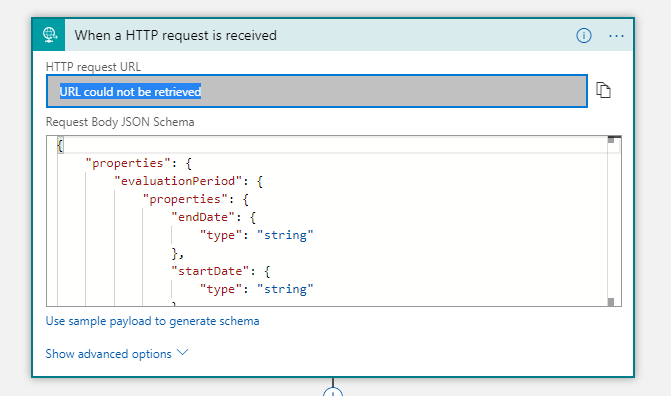 When a HTTP request is received
HTTP request URL
URL could not be retrieved
Request Body JSON Schema
{
"properties": {
"evaluationPeriod": {
"properties": {
"endDate": {
"type": "string"
},
"startDate": {
"type": "string"
Use sample payload to generate schema
Show advanced options